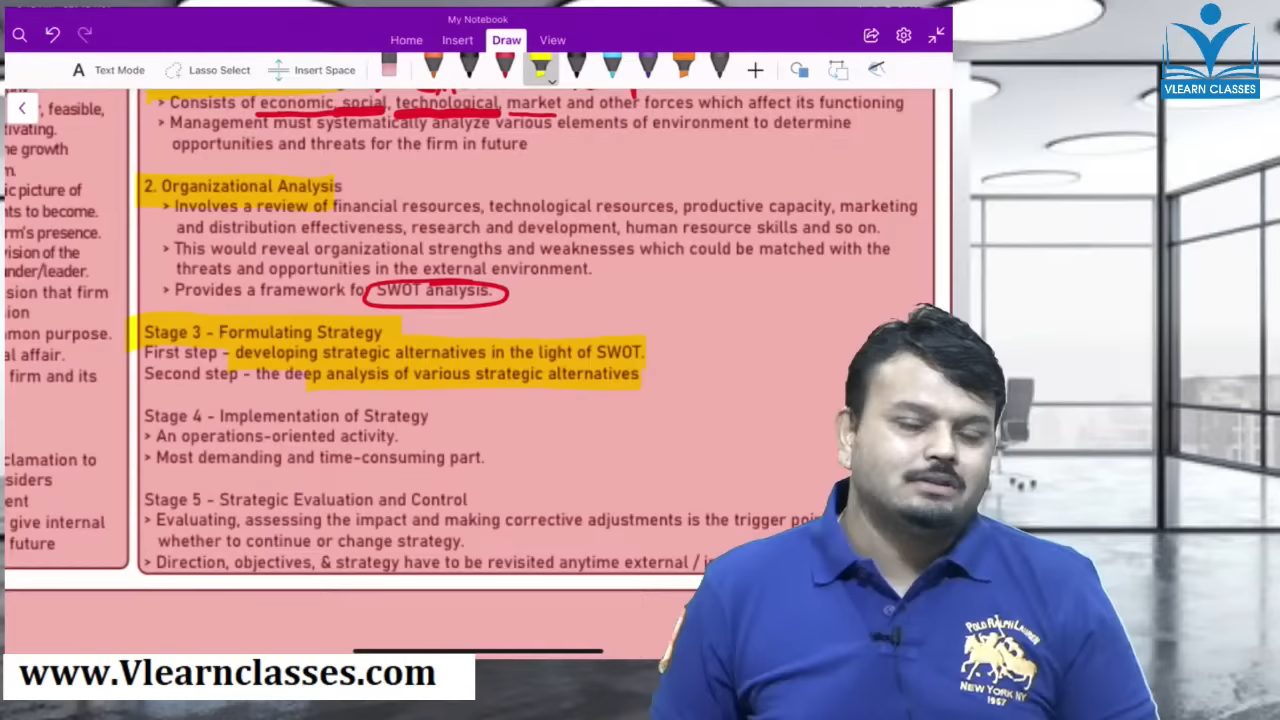 My Notebook
Home Insert Draw View
Text Mode Lasso Select Insert Space
VLEARN CLASSES
, feasible,
tivating.
he growth
m.
ic picture of
nts to become.
rm's presence.
vision of the
under/leader.
ssion that firm
sion
mmon purpose.
al affair.
firm and its
clamation to
siders
ent
give internal
future
> Consists of economic, social, technological, market and other forces which affect its functioning
> Management must systematically analyze various elements of environment to determine
opportunities and threats for the firm in future
2. Organizational Analysis
> Involves a review of financial resources, technological resources, productive capacity, marketing
and distribution effectiveness, research and development, human resource skills and so on.
> This would reveal organizational strengths and weaknesses which could be matched with the
threats and opportunities in the external environment.
> Provides a framework for SWOT analysis.
Stage 3 - Formulating Strategy
First step - developing strategic alternatives in the light of SWOT.
Second step - the deep analysis of various strategic alternatives
Stage 4 - Implementation of Strategy
> An operations-oriented activity.
> Most demanding and time-consuming part.
Stage 5 - Strategic Evaluation and Control
> Evaluating, assessing the impact and making corrective adjustments is the trigger poi
whether to continue or change strategy.
> Direction, objectives, & strategy have to be revisited anytime external /
POLO RALPH LAUREN
NEW YORK NY
1967
www.Vlearnclasses.com